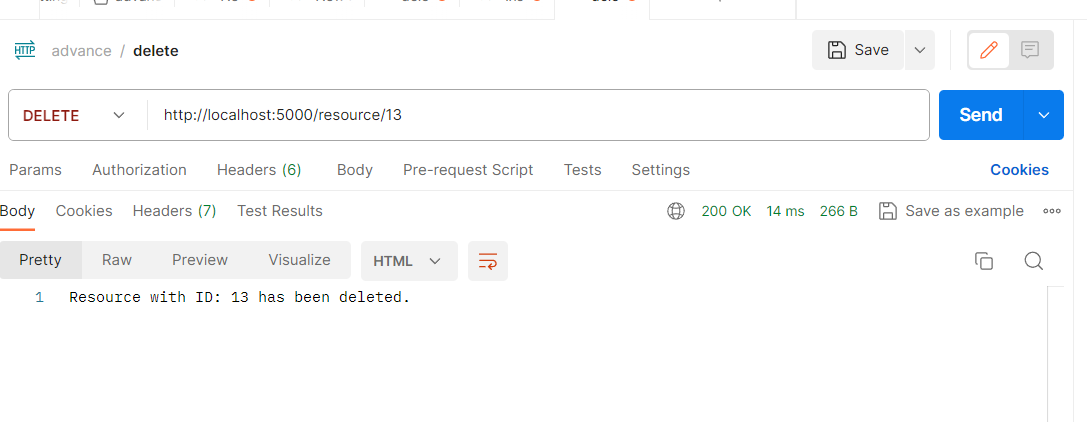 HTTP advance / delete Save
DELETE http://localhost:5000/resource/13 Send
Params Authorization Headers (6) Body Pre-request Script Tests Settings Cookies
Body Cookies Headers (7) Test Results 200 OK 14 ms 266 B Save as example
Pretty Raw Preview Visualize HTML
1 Resource with ID: 13 has been deleted.